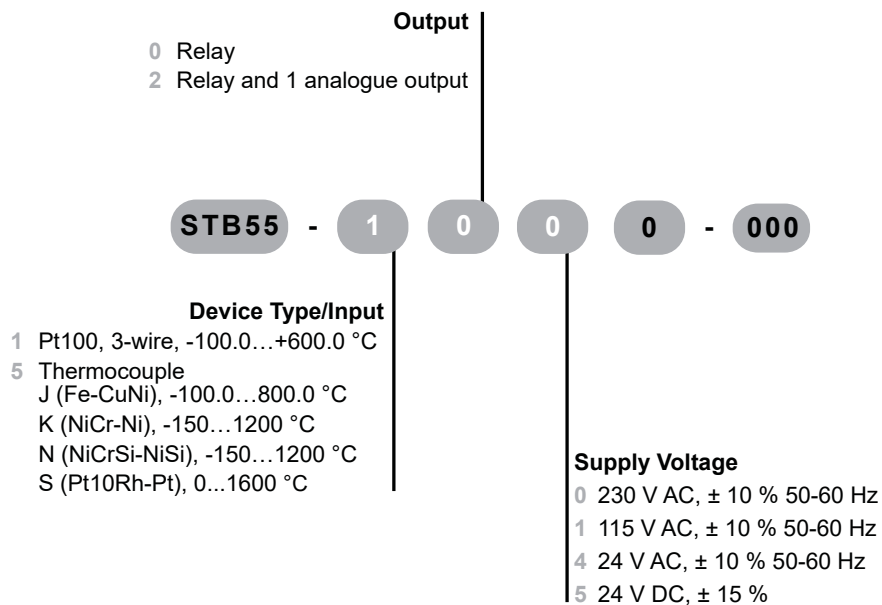 Output
0 Relay
2 Relay and 1 analogue output
STB55 - 1 0 0 0 - 000
Device Type/Input
1 Pt100, 3-wire, -100.0…+600.0 °C
5 Thermocouple
J (Fe-CuNi), -100.0…800.0 °C
K (NiCr-Ni), -150…1200 °C
N (NiCrSi-NiSi), -150…1200 °C
S (Pt10Rh-Pt), 0...1600 °C
Supply Voltage
0 230 V AC, ± 10 % 50-60 Hz
1 115 V AC, ± 10 % 50-60 Hz
4 24 V AC, ± 10 % 50-60 Hz
5 24 V DC, ± 15 %